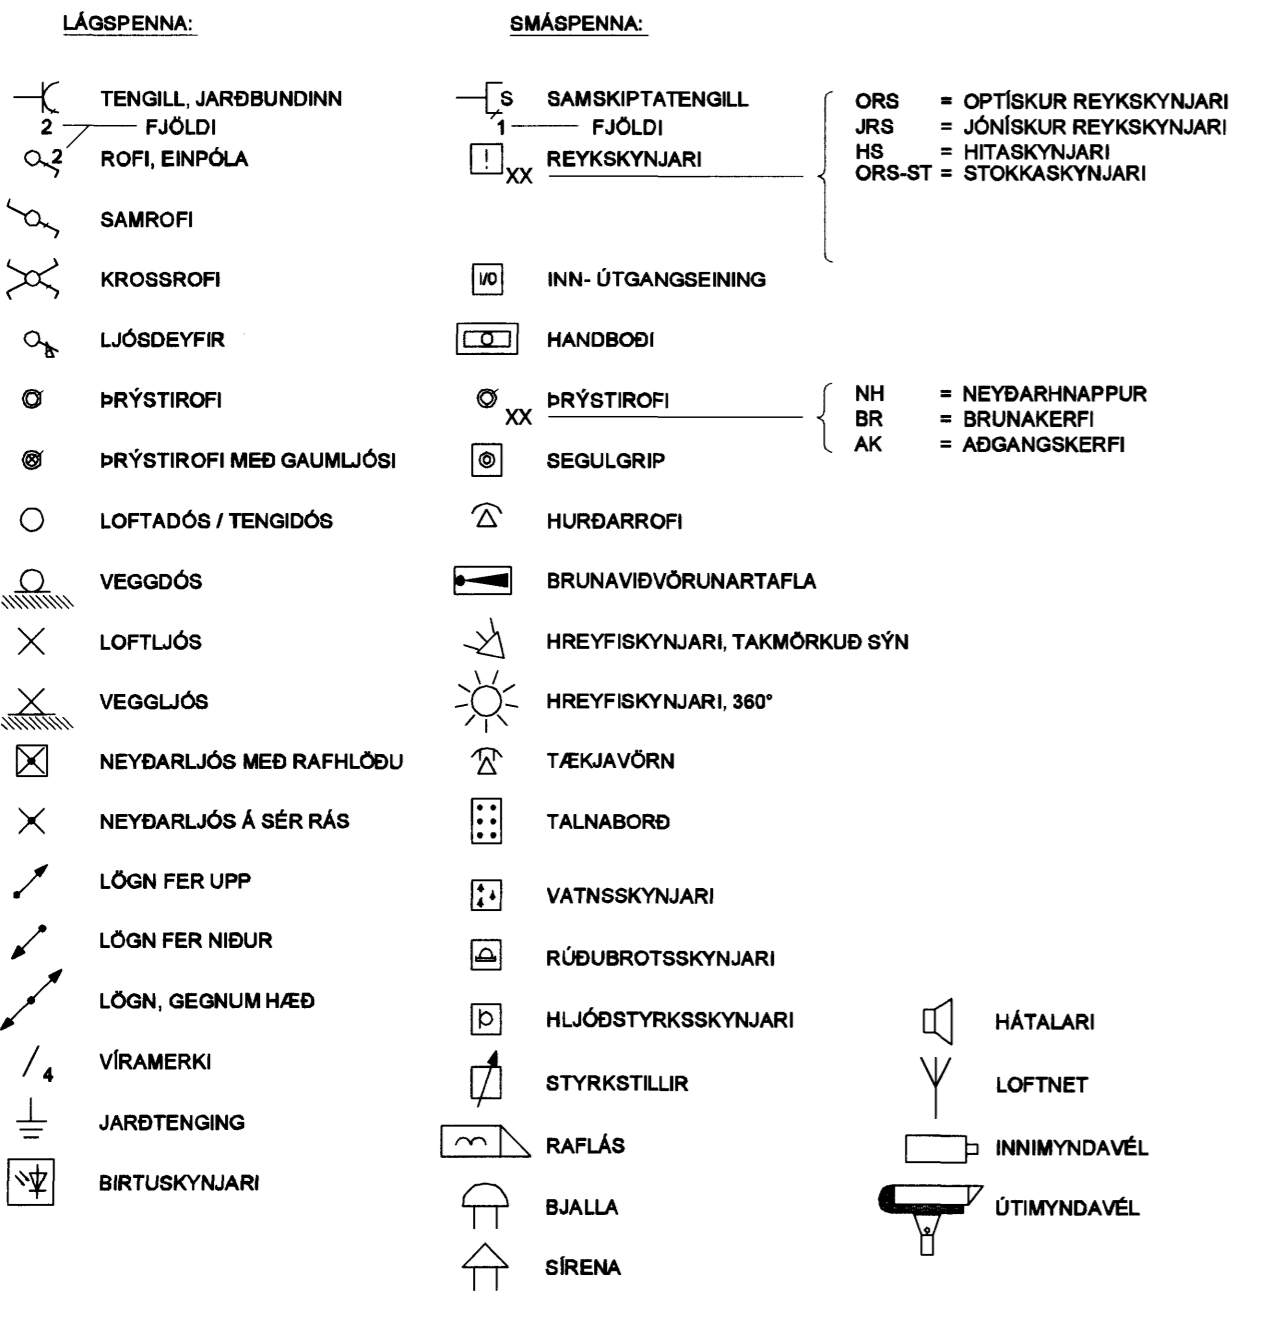 LÁGSPENNA:
TENGILL, JARÐBUNDINN
2 FJÖLDI
2 ROFI, EINPÓLA
SAMROFI
KROSSROFI
LJÓSDEYFIR
ÞRÝSTIROFI
ÞRÝSTIROFI MEÐ GAUMLJÓSI
LOFTADÓS / TENGIDÓS
VEGGDÓS
LOFTLJÓS
VEGGLJÓS
NEYÐARLJÓS MEÐ RAFHLÖÐU
NEYÐARLJÓS Á SÉR RÁS
LÖGN FER UPP
LÖGN FER NIÐUR
LÖGN, GEGNUM HÆÐ
4 VÍRAMERKI
JARÐTENGING
BIRTUSKYNJARI
SMÁSPENNA:
S SAMSKIPTATENGILL
1 FJÖLDI
! XX REYKSKYNJARI
ORS = OPTÍSKUR REYKSKYNJARI
JRS = JÓNÍSKUR REYKSKYNJARI
HS = HITASKYNJARI
ORS-ST = STOKKASKYNJARI
I/O INN- ÚTGANGSEINING
HANDBOÐI
XX ÞRÝSTIROFI
NH = NEYÐARHNAPPUR
BR = BRUNAKERFI
AK = AÐGANGSKERFI
SEGULGRIP
HURÐARROFI
BRUNAVIÐVÖRUNARTAFLA
HREYFISKYNJARI, TAKMÖRKUÐ SÝN
HREYFISKYNJARI, 360°
TÆKJAVÖRN
TALNABORÐ
VATNSSKYNJARI
RÚÐUBROTSSKYNJARI
Þ HLJÓÐSTYRKSSKYNJARI
STYRKSTILLIR
RAFLÁS
BJALLA
SÍRENA
HÁTALARI
LOFTNET
INNIMYNDAVÉL
ÚTIMYNDAVÉL